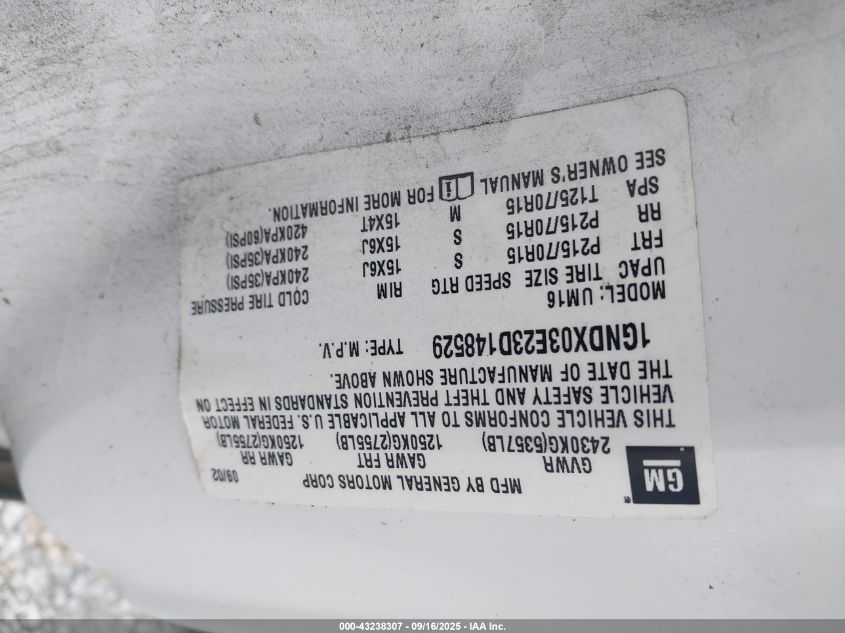 GM
MFD BY GENERAL MOTORS CORP 09/02
GVWR GAWR FRT GAWR RR
2430KG(5357LB) 1250KG(2755LB) 1250KG(2755LB)
THIS VEHICLE CONFORMS TO ALL APPLICABLE U.S. FEDERAL MOTOR
VEHICLE SAFETY AND THEFT PREVENTION STANDARDS IN EFFECT ON
THE DATE OF MANUFACTURE SHOWN ABOVE.
1GNDX03E23D148529 TYPE: M.P.V.
MODEL: UM16
UPAC TIRE SIZE SPEED RTG RIM COLD TIRE PRESSURE
FRT P215/70R15 S 15X6J 240KPA(35PSI)
RR P215/70R15 S 15X6J 240KPA(35PSI)
SPA T125/70R15 M 15X4T 420KPA(60PSI)
SEE OWNER'S MANUAL FOR MORE INFORMATION.
000-43238307 - 09/16/2025 - IAA Inc.